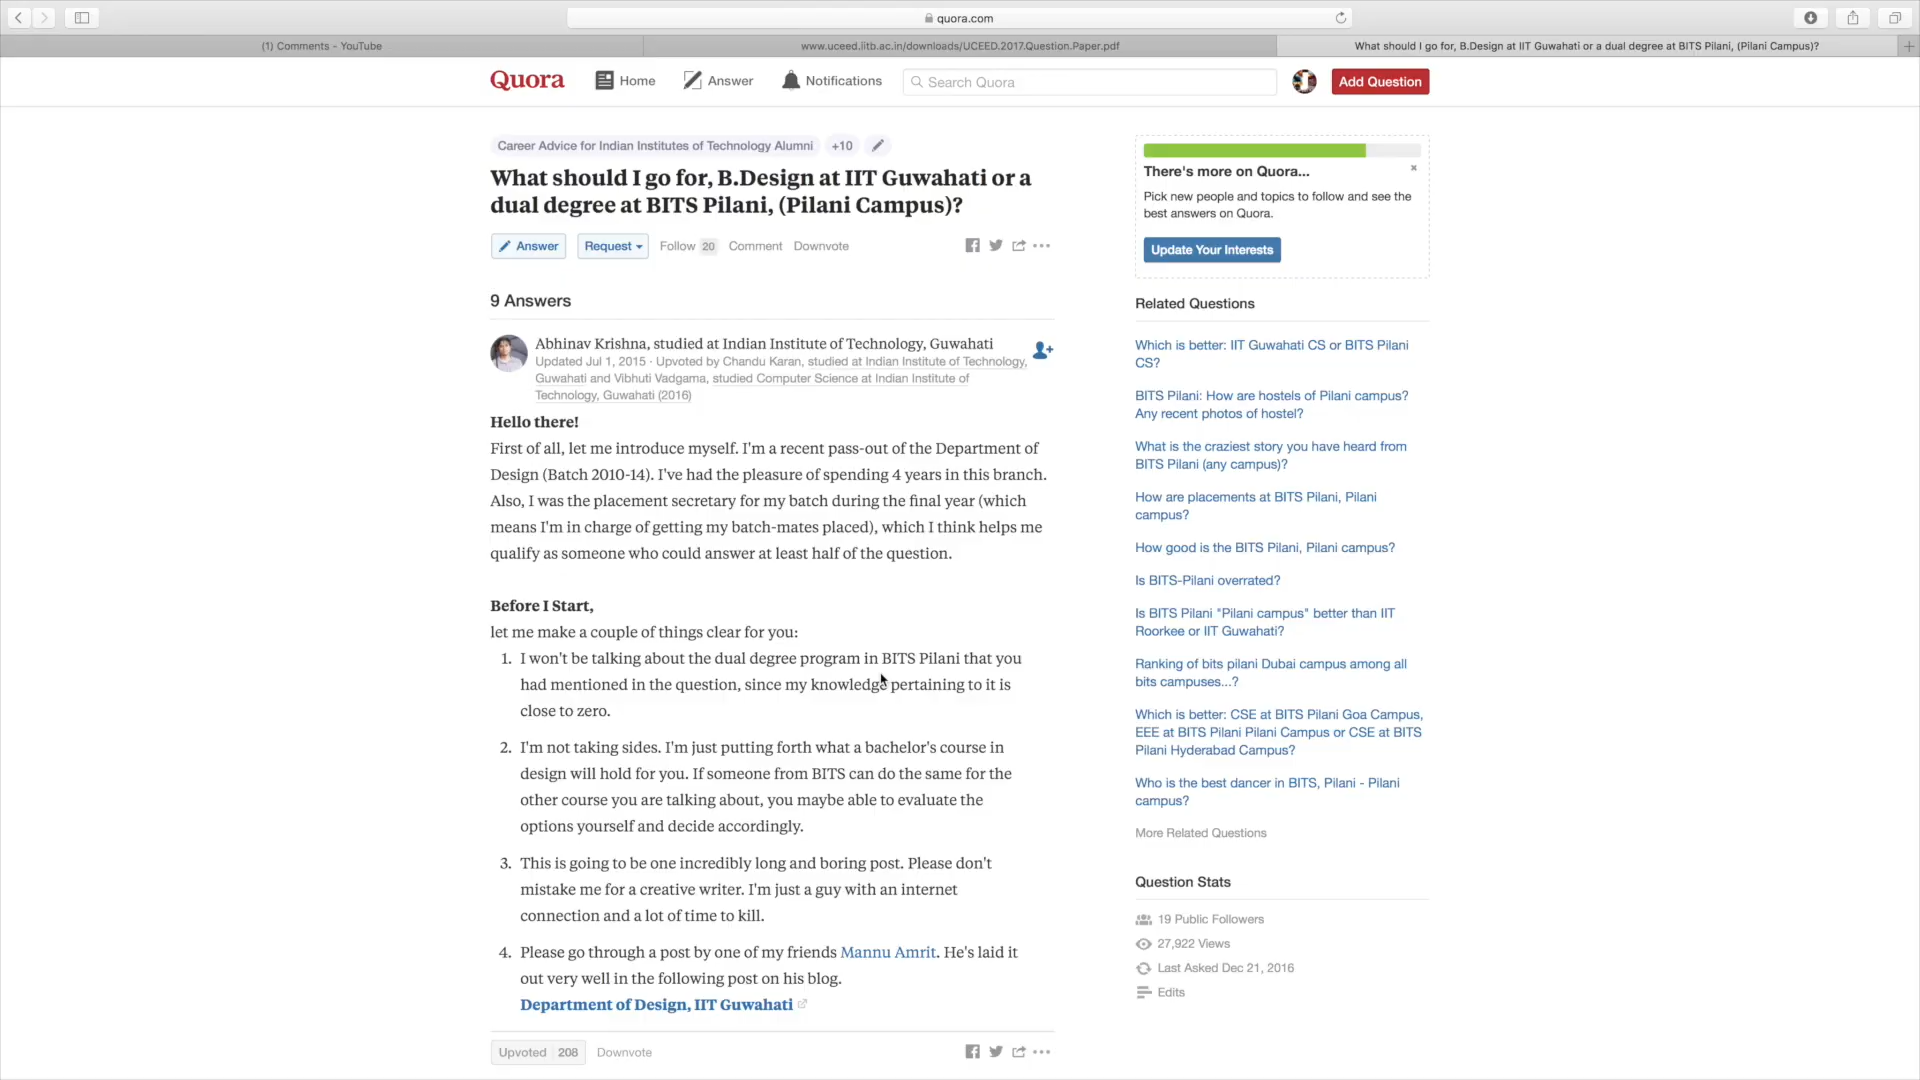 quora.com
(1) Comments - YouTube
www.uceed.iitb.ac.in/downloads/UCEED.2017.Question.Paper.pdf
What should I go for, B.Design at IIT Guwahati or a dual degree at BITS Pilani, (Pilani Campus)?
Quora
Home
Answer
Notifications
Search Quora
Add Question
Career Advice for Indian Institutes of Technology Alumni
+10
What should I go for, B.Design at IIT Guwahati or a
dual degree at BITS Pilani, (Pilani Campus)?
Answer
Request
Follow 20
Comment
Downvote
9 Answers
Abhinav Krishna, studied at Indian Institute of Technology, Guwahati
Updated Jul 1, 2015 · Upvoted by Chandu Karan, studied at Indian Institute of Technology,
Guwahati and Vibhuti Vadgama, studied Computer Science at Indian Institute of
Technology, Guwahati (2016)
Hello there!
First of all, let me introduce myself. I'm a recent pass-out of the Department of
Design (Batch 2010-14). I've had the pleasure of spending 4 years in this branch.
Also, I was the placement secretary for my batch during the final year (which
means I'm in charge of getting my batch-mates placed), which I think helps me
qualify as someone who could answer at least half of the question.
Before I Start,
let me make a couple of things clear for you:
1. I won't be talking about the dual degree program in BITS Pilani that you
had mentioned in the question, since my knowledge pertaining to it is
close to zero.
2. I'm not taking sides. I'm just putting forth what a bachelor's course in
design will hold for you. If someone from BITS can do the same for the
other course you are talking about, you maybe able to evaluate the
options yourself and decide accordingly.
3. This is going to be one incredibly long and boring post. Please don't
mistake me for a creative writer. I'm just a guy with an internet
connection and a lot of time to kill.
4. Please go through a post by one of my friends Mannu Amrit. He's laid it
out very well in the following post on his blog.
Department of Design, IIT Guwahati
Upvoted 208
Downvote
There's more on Quora...
Pick new people and topics to follow and see the
best answers on Quora.
Update Your Interests
Related Questions
Which is better: IIT Guwahati CS or BITS Pilani
CS?
BITS Pilani: How are hostels of Pilani campus?
Any recent photos of hostel?
What is the craziest story you have heard from
BITS Pilani (any campus)?
How are placements at BITS Pilani, Pilani
campus?
How good is the BITS Pilani, Pilani campus?
Is BITS-Pilani overrated?
Is BITS Pilani "Pilani campus" better than IIT
Roorkee or IIT Guwahati?
Ranking of bits pilani Dubai campus among all
bits campuses...?
Which is better: CSE at BITS Pilani Goa Campus,
EEE at BITS Pilani Pilani Campus or CSE at BITS
Pilani Hyderabad Campus?
Who is the best dancer in BITS, Pilani - Pilani
campus?
More Related Questions
Question Stats
19 Public Followers
27,922 Views
Last Asked Dec 21, 2016
Edits